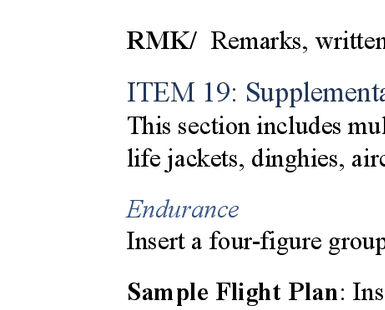 RMK/ Remarks, written
ITEM 19: Supplementa
This section includes mul
life jackets, dinghies, airc
Endurance
Insert a four-figure group
Sample Flight Plan: Ins